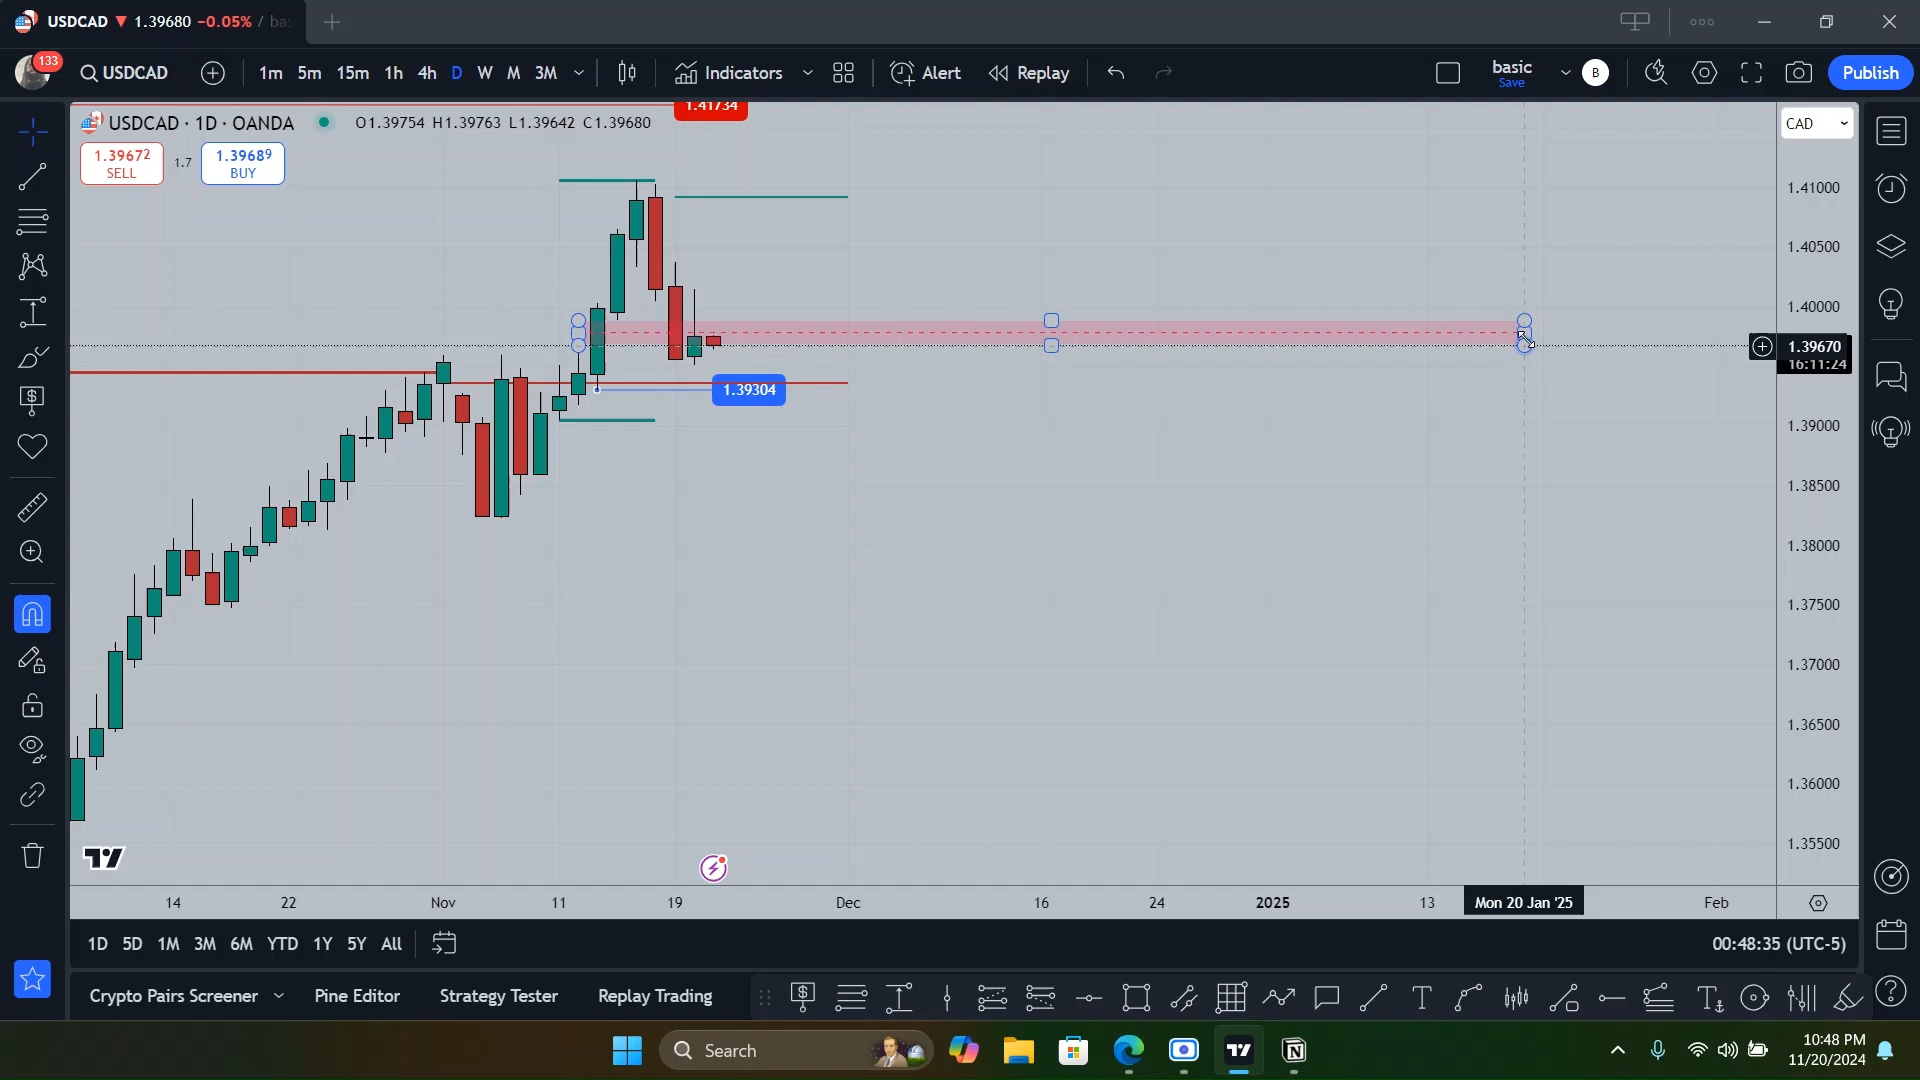 USDCAD ▼ 1.39680 −0.05% / bas
133
USDCAD
1m 5m 15m 1h 4h D W M 3M
Indicators
Alert
Replay
basic
Save
B
Publish
USDCAD · 1D · OANDA
O1.39754 H1.39763 L1.39642 C1.39680
1.39672
SELL
1.7
1.39689
BUY
1.41734
1.39304
CAD
1.41000
1.40500
1.40000
1.39670
16:11:24
1.39000
1.38500
1.38000
1.37500
1.37000
1.36500
1.36000
1.35500
14 22 Nov 11 19 Dec 16 24 2025 13 Mon 20 Jan '25 Feb
1D 5D 1M 3M 6M YTD 1Y 5Y All
00:48:35 (UTC-5)
Crypto Pairs Screener
Pine Editor
Strategy Tester
Replay Trading
Search
10:48 PM
11/20/2024